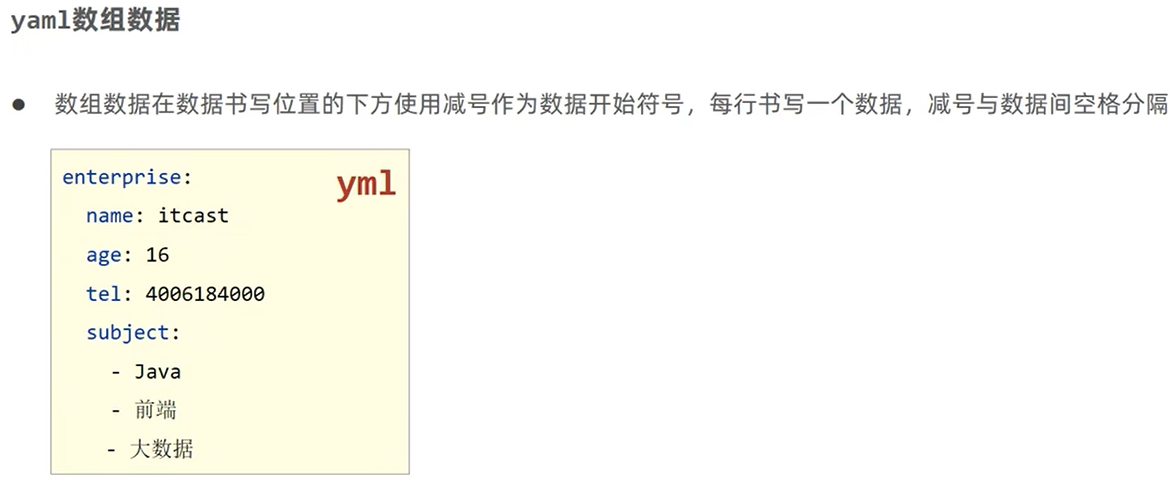 yaml数组数据
● 数组数据在数据书写位置的下方使用减号作为数据开始符号，每行书写一个数据，减号与数据间空格分隔
enterprise:
yml
name: itcast
age: 16
tel: 4006184000
subject:
- Java
- 前端
- 大数据